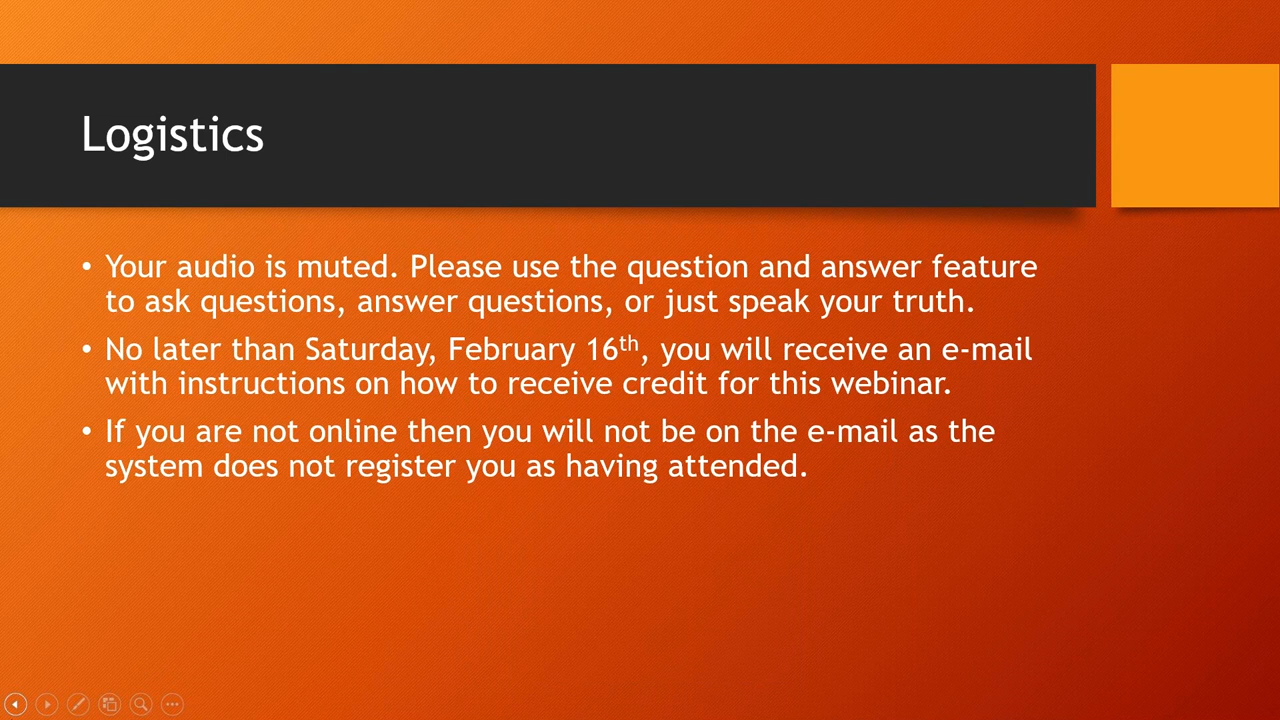 Logistics
• Your audio is muted. Please use the question and answer feature
to ask questions, answer questions, or just speak your truth.
• No later than Saturday, February 16th, you will receive an e-mail
with instructions on how to receive credit for this webinar.
• If you are not online then you will not be on the e-mail as the
system does not register you as having attended.